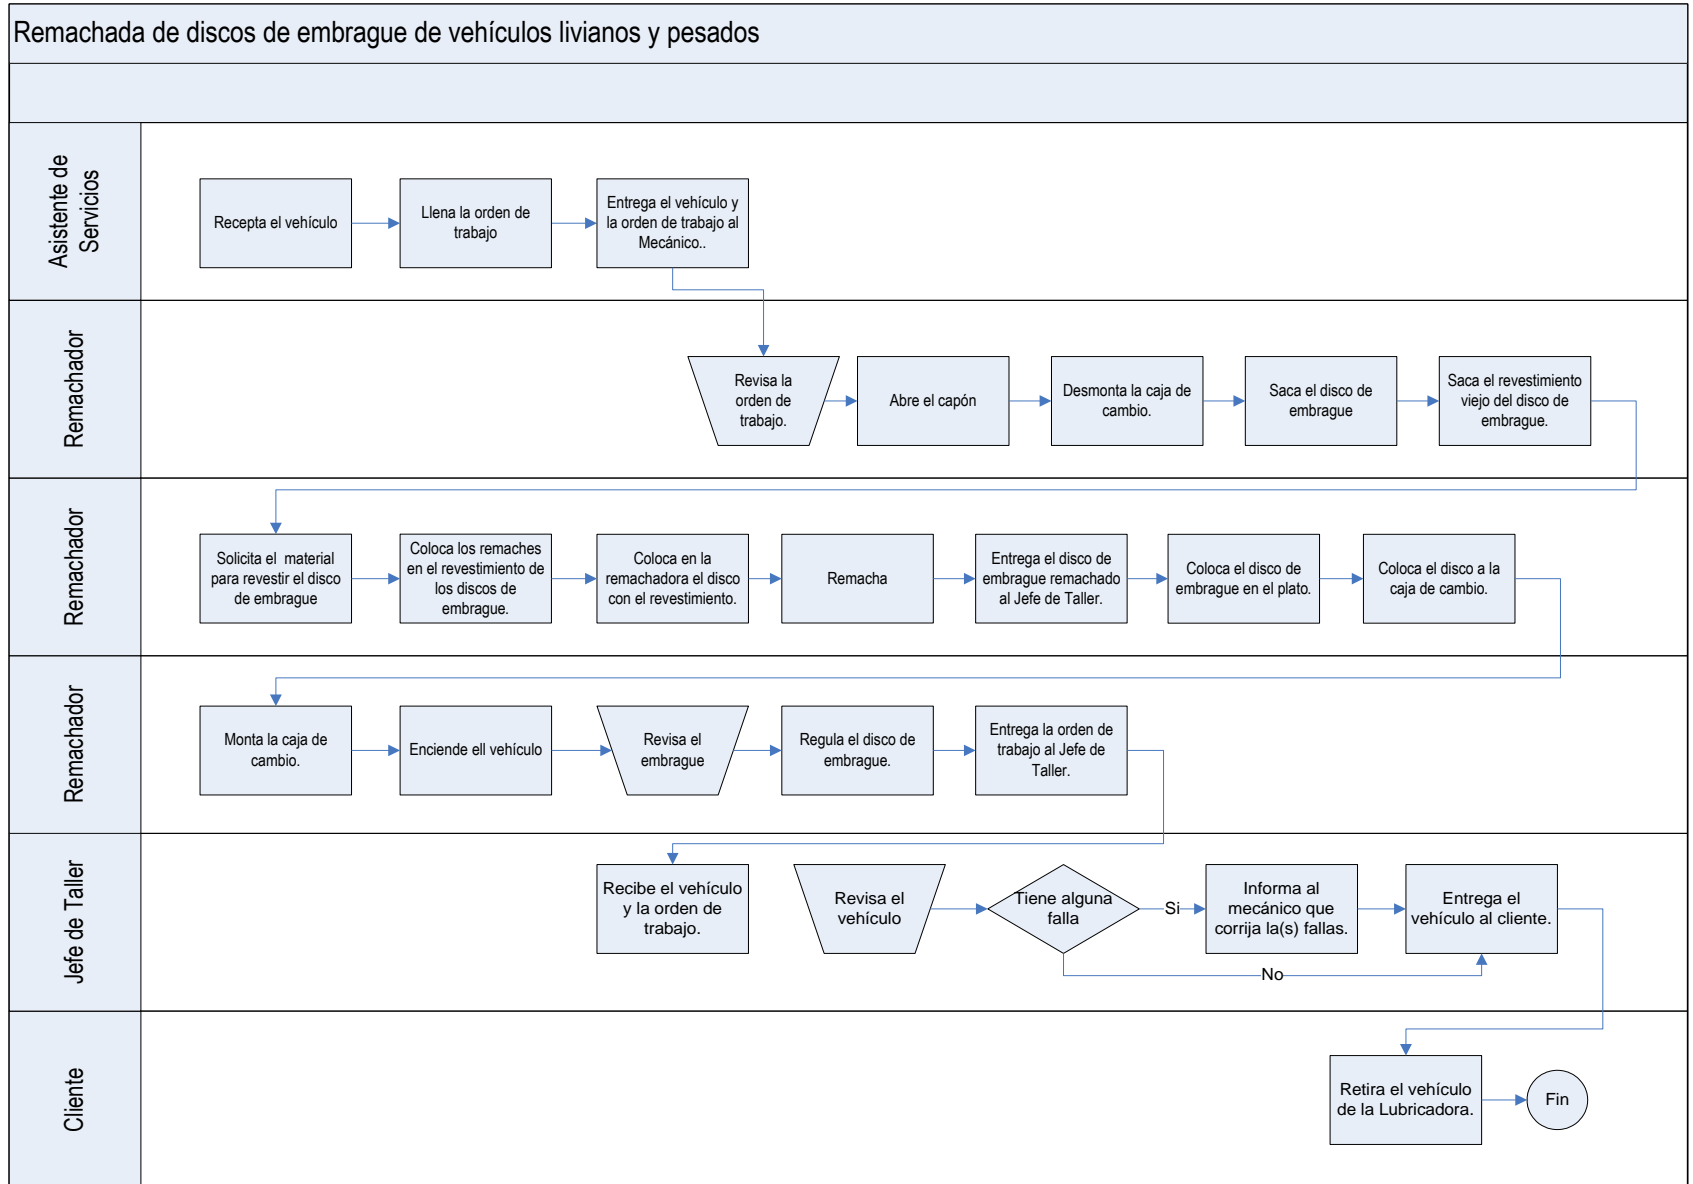 Remachada de discos de embrague de vehículos livianos y pesados
Asistente de
Servicios
Recepta el vehículo
Llena la orden de
trabajo
Entrega el vehículo y
la orden de trabajo al
Mecánico..
Remachador
Revisa la
orden de
trabajo.
Abre el capón
Desmonta la caja de
cambio.
Saca el disco de
embrague
Saca el revestimiento
viejo del disco de
embrague.
Remachador
Solicita el  material
para revestir el disco
de embrague
Coloca los remaches
en el revestimiento de
los discos de
embrague.
Coloca en la
remachadora el disco
con el revestimiento.
Remacha
Entrega el disco de
embrague remachado
al Jefe de Taller.
Coloca el disco de
embrague en el plato.
Coloca el disco a la
caja de cambio.
Remachador
Monta la caja de
cambio.
Enciende ell vehículo
Revisa el
embrague
Regula el disco de
embrague.
Entrega la orden de
trabajo al Jefe de
Taller.
Jefe de Taller
Recibe el vehículo
y la orden de
trabajo.
Revisa el
vehículo
Tiene alguna
falla
Si
Informa al
mecánico que
corrija la(s) fallas.
Entrega el
vehículo al cliente.
No
Cliente
Retira el vehículo
de la Lubricadora.
Fin